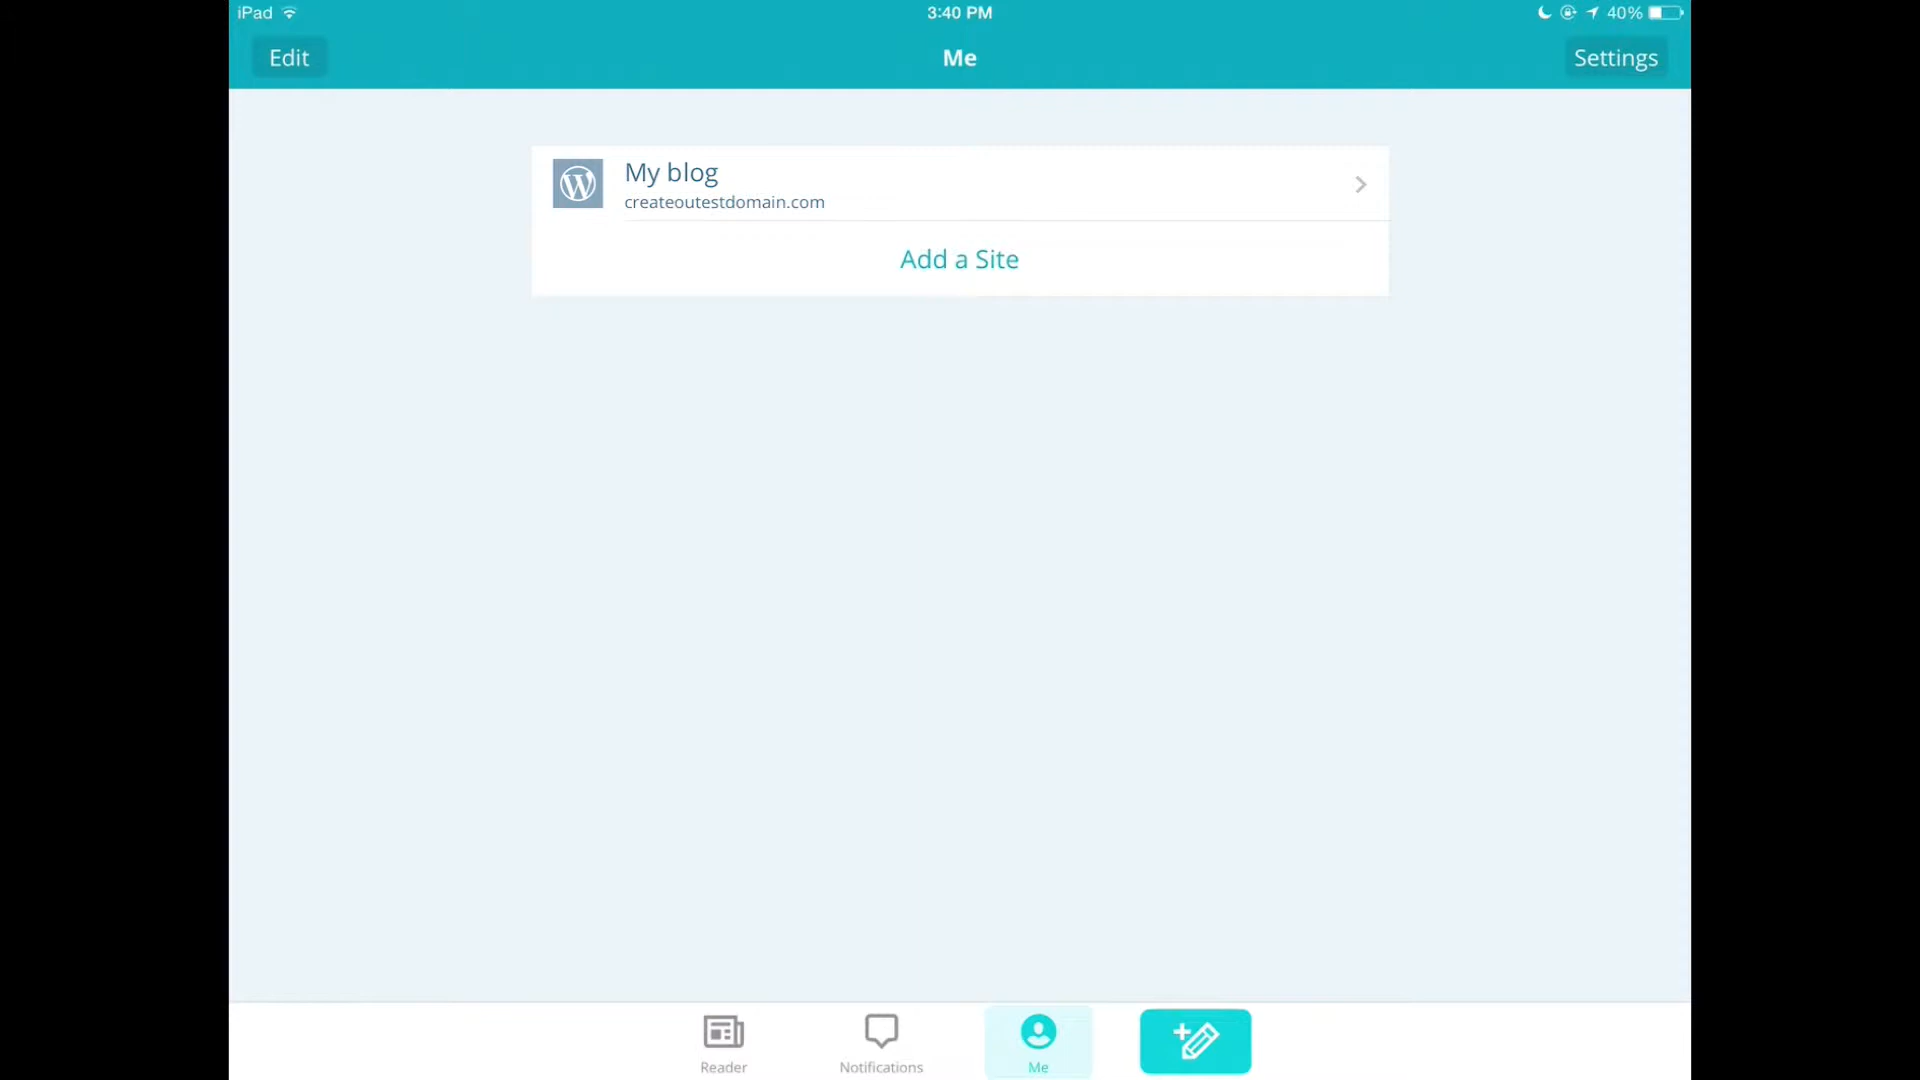 iPad 3:40 PM 40%
Edit Me Settings
My blog
createoutestdomain.com
Add a Site
Reader Notifications Me